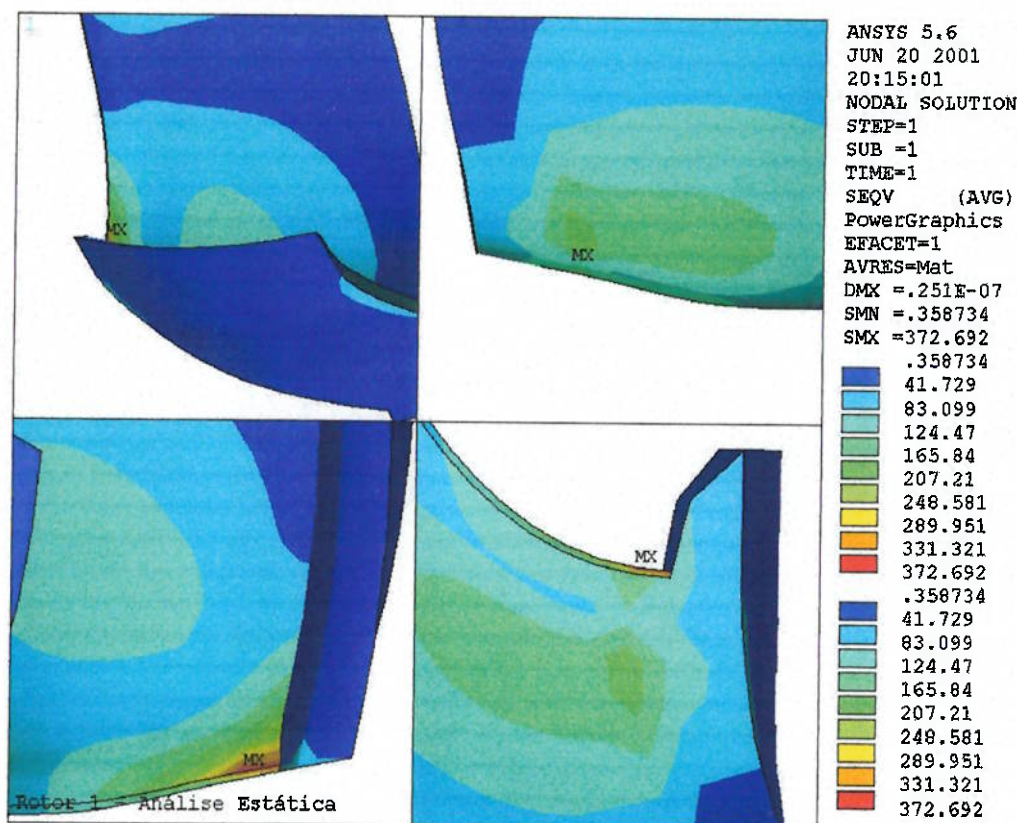 1
MX
MX
MX
MX
Rotor 1 - Análise Estática
ANSYS 5.6
JUN 20 2001
20:15:01
NODAL SOLUTION
STEP=1
SUB =1
TIME=1
SEQV (AVG)
PowerGraphics
EFACET=1
AVRES=Mat
DMX =.251E-07
SMN =.358734
SMX =372.692
.358734
41.729
83.099
124.47
165.84
207.21
248.581
289.951
331.321
372.692
.358734
41.729
83.099
124.47
165.84
207.21
248.581
289.951
331.321
372.692